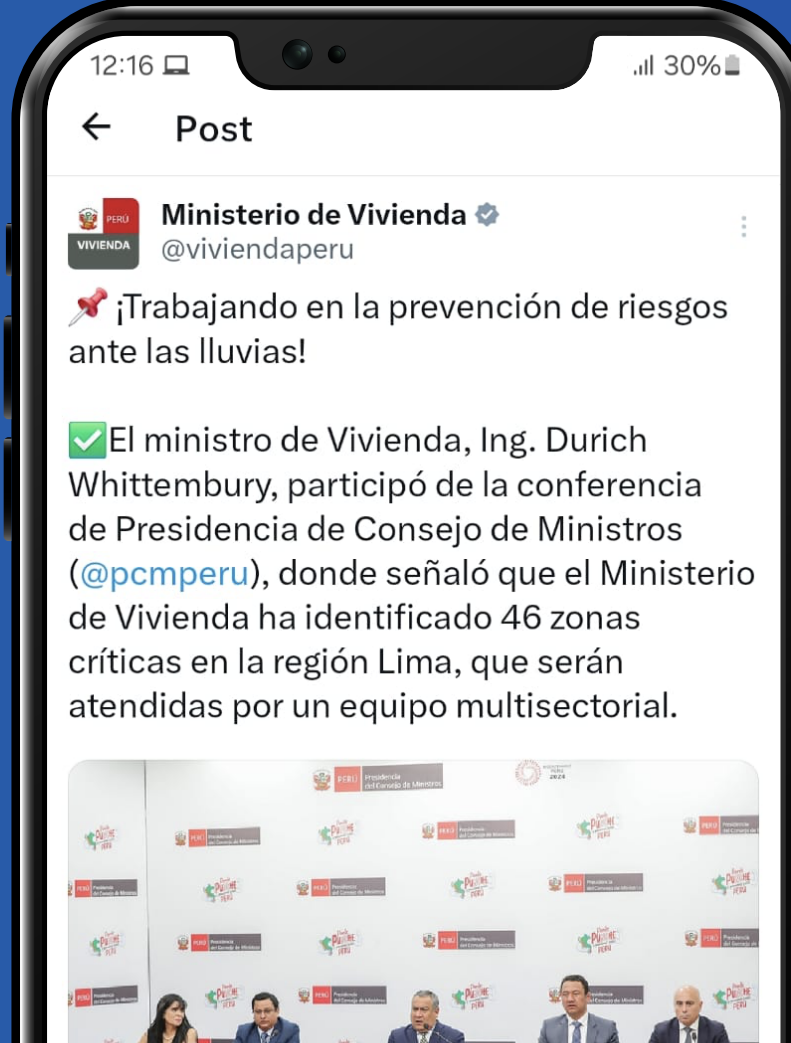 12:16
30%
Post
PERÚ
VIVIENDA
Ministerio de Vivienda
@viviendaperu
📌 ¡Trabajando en la prevención de riesgos
ante las lluvias!
✅El ministro de Vivienda, Ing. Durich
Whittembury, participó de la conferencia
de Presidencia de Consejo de Ministros
(@pcmperu), donde señaló que el Ministerio
de Vivienda ha identificado 46 zonas
críticas en la región Lima, que serán
atendidas por un equipo multisectorial.
PERÚ
Presidencia
del Consejo de Ministros